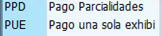 PPD Pago Parcialidades
PUE Pago una sola exhibi